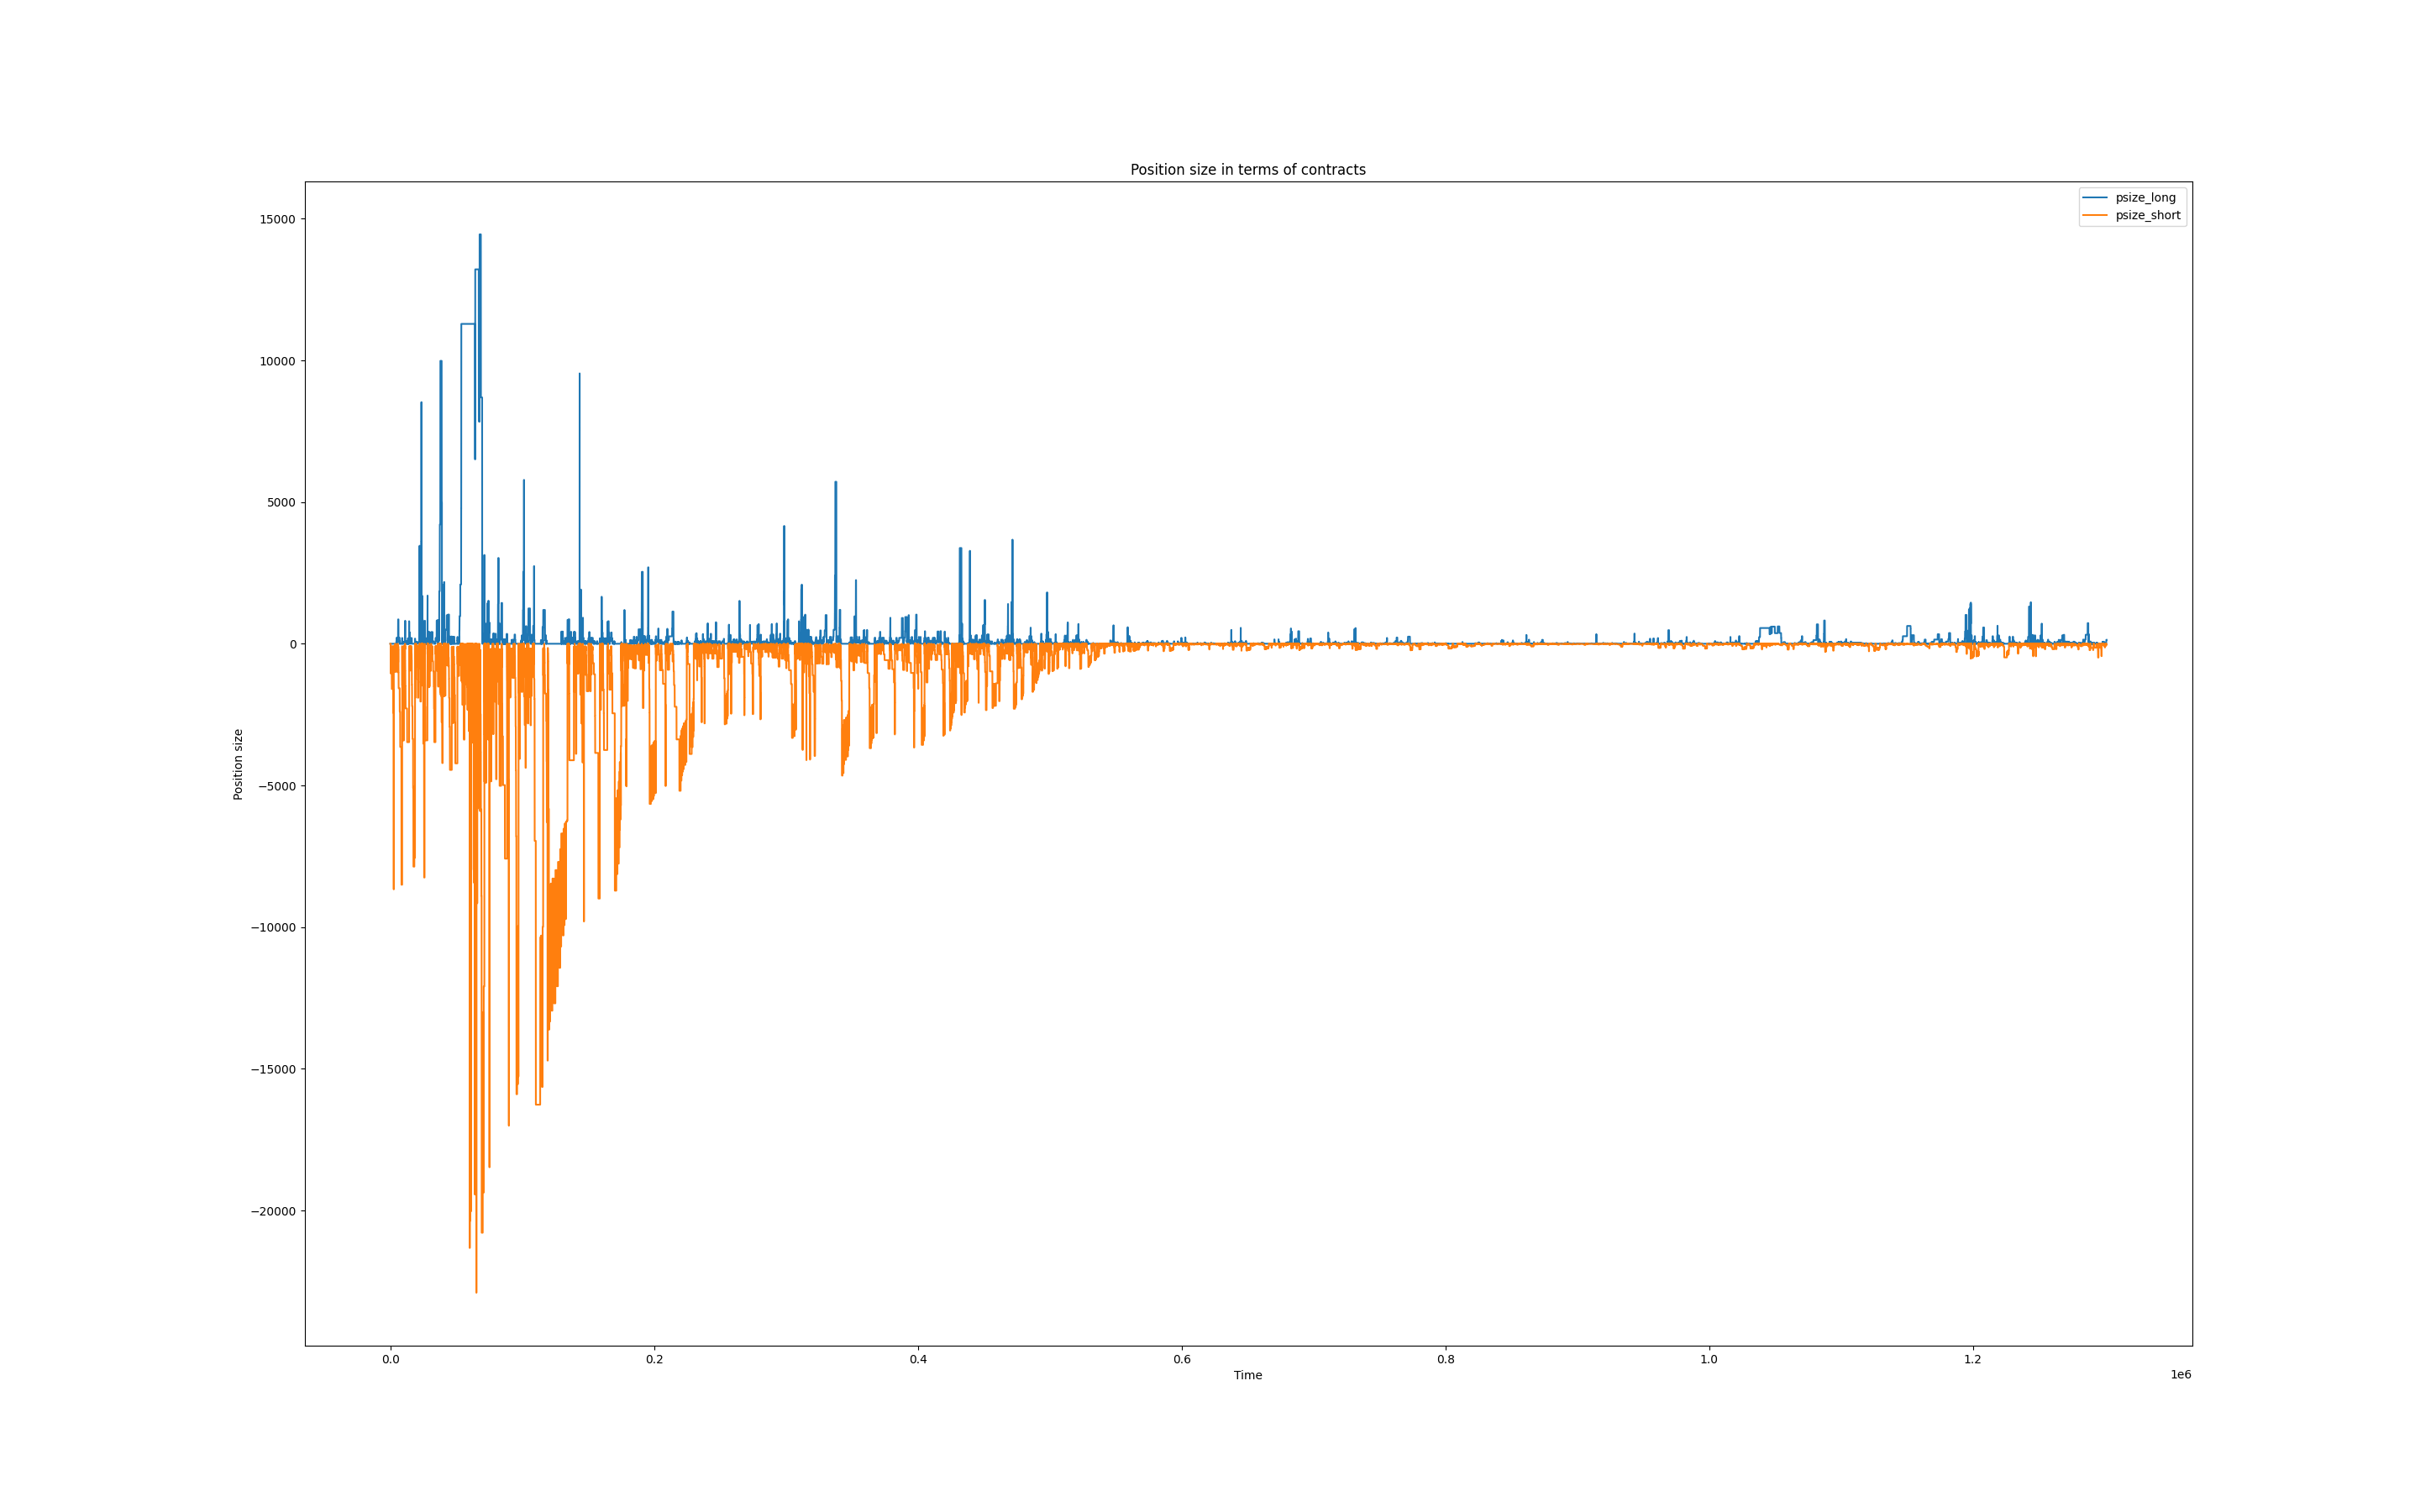 Position size in terms of contracts
psize_long
psize_short
15000
10000
5000
0
−5000
−10000
−15000
−20000
Position size
0.0 0.2 0.4 0.6 0.8 1.0 1.2
Time
1e6